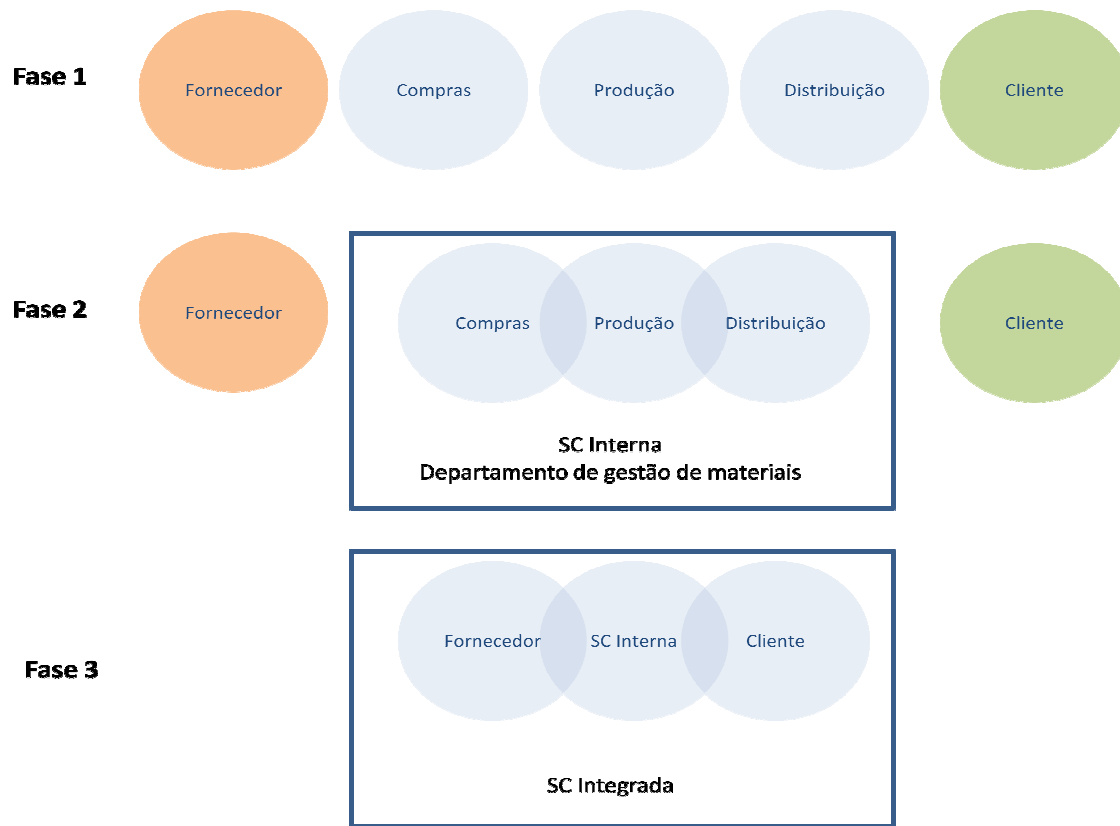 Fase 1
Fornecedor
Compras
Produção
Distribuição
Cliente
Fase 2
Fornecedor
Compras
Produção
Distribuição
Cliente
SC Interna
Departamento de gestão de materiais
Fase 3
Fornecedor
SC Interna
Cliente
SC Integrada